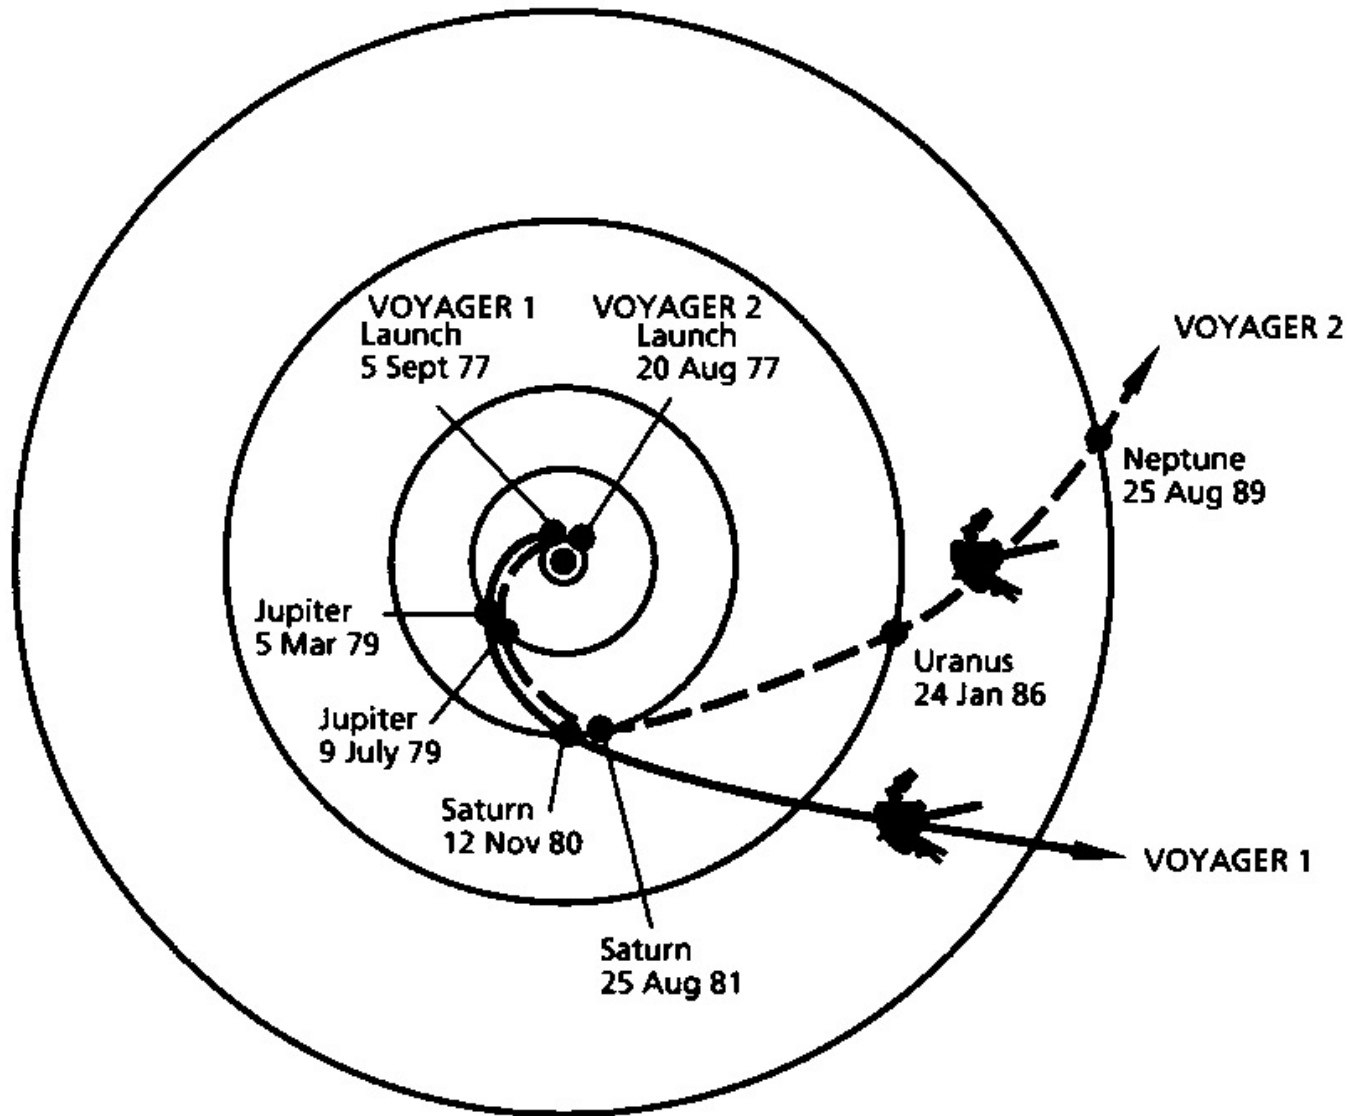 VOYAGER 1
Launch
5 Sept 77
VOYAGER 2
Launch
20 Aug 77
VOYAGER 2
Neptune
25 Aug 89
Jupiter
5 Mar 79
Uranus
24 Jan 86
Jupiter
9 July 79
Saturn
12 Nov 80
VOYAGER 1
Saturn
25 Aug 81